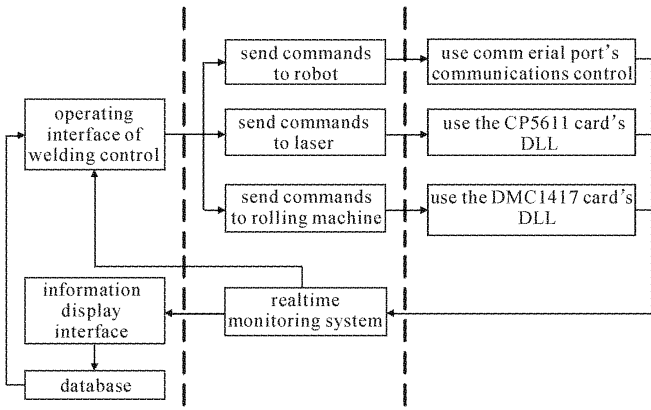 send commands
to robot
use comm erial port's
communications control
operating
interface of
welding control
send commands
to laser
use the CP5611 card's
DLL
send commands
to rolling machine
use the DMC1417 card's
DLL
information
display
interface
realtime
monitoring system
database